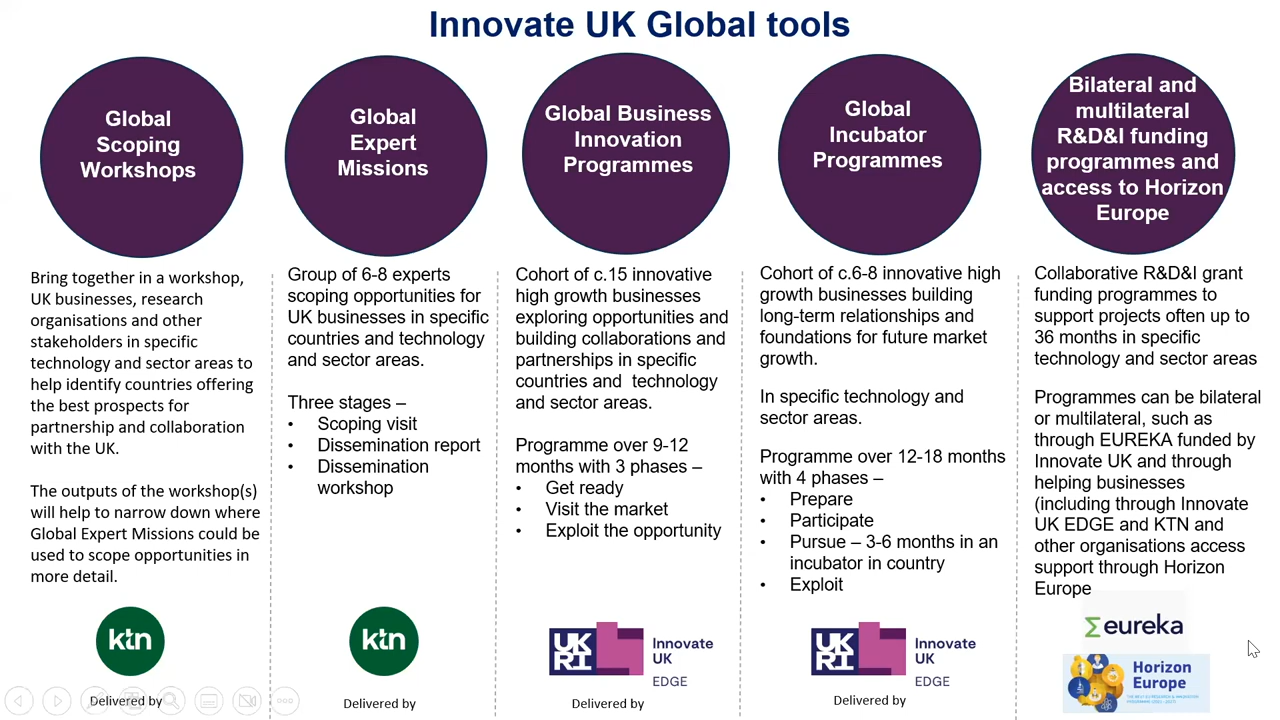 Innovate UK Global tools
Global
Scoping
Workshops
Bring together in a workshop,
UK businesses, research
organisations and other
stakeholders in specific
technology and sector areas to
help identify countries offering
the best prospects for
partnership and collaboration
with the UK.
The outputs of the workshop(s)
will help to narrow down where
Global Expert Missions could be
used to scope opportunities in
more detail.
ktn
Delivered by
Global
Expert
Missions
Group of 6-8 experts
scoping opportunities for
UK businesses in specific
countries and technology
and sector areas.
Three stages –
• Scoping visit
• Dissemination report
• Dissemination
workshop
ktn
Delivered by
Global Business
Innovation
Programmes
Cohort of c.15 innovative
high growth businesses
exploring opportunities and
building collaborations and
partnerships in specific
countries and  technology
and sector areas.
Programme over 9-12
months with 3 phases –
• Get ready
• Visit the market
• Exploit the opportunity
UK
RI
Innovate
UK
EDGE
Delivered by
Global
Incubator
Programmes
Cohort of c.6-8 innovative high
growth businesses building
long-term relationships and
foundations for future market
growth.
In specific technology and
sector areas.
Programme over 12-18 months
with 4 phases –
• Prepare
• Participate
• Pursue – 3-6 months in an
incubator in country
• Exploit
UK
RI
Innovate
UK
EDGE
Delivered by
Bilateral and
multilateral
R&D&I funding
programmes and
access to Horizon
Europe
Collaborative R&D&I grant
funding programmes to
support projects often up to
36 months in specific
technology and sector areas
Programmes can be bilateral
or multilateral, such as
through EUREKA funded by
Innovate UK and through
helping businesses
(including through Innovate
UK EDGE and KTN and
other organisations access
support through Horizon
Europe
eureka
Horizon
Europe